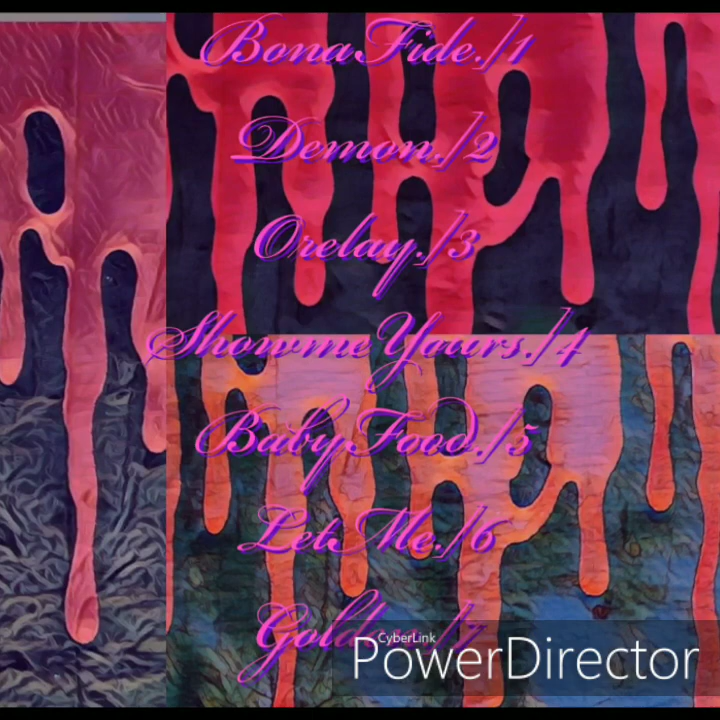 BonaFide.]1
Demon.]2
Orelay.]3
ShowmeYours.]4
BabyFood.]5
LetMe.]6
CyberLink
PowerDirector